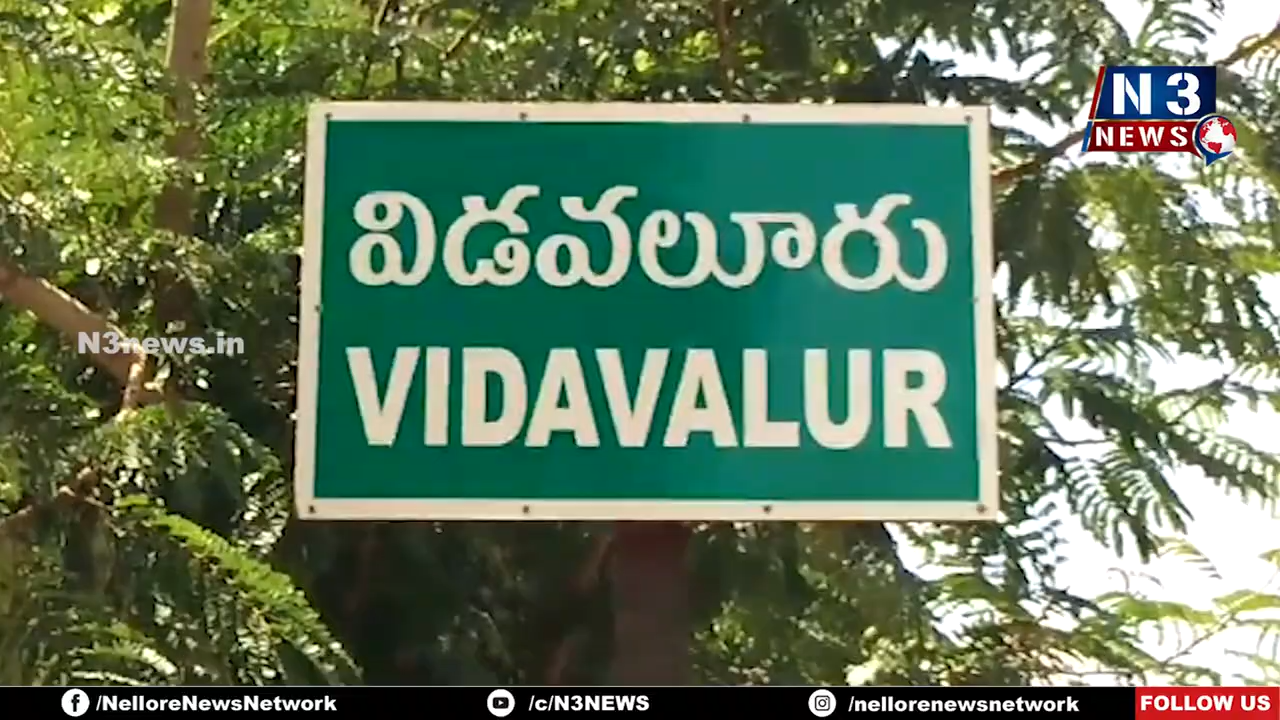 N3
NEWS
విడవలూరు
N3news.in
VIDAVALUR
/NelloreNewsNetwork /c/N3NEWS /nellorenewsnetwork FOLLOW US